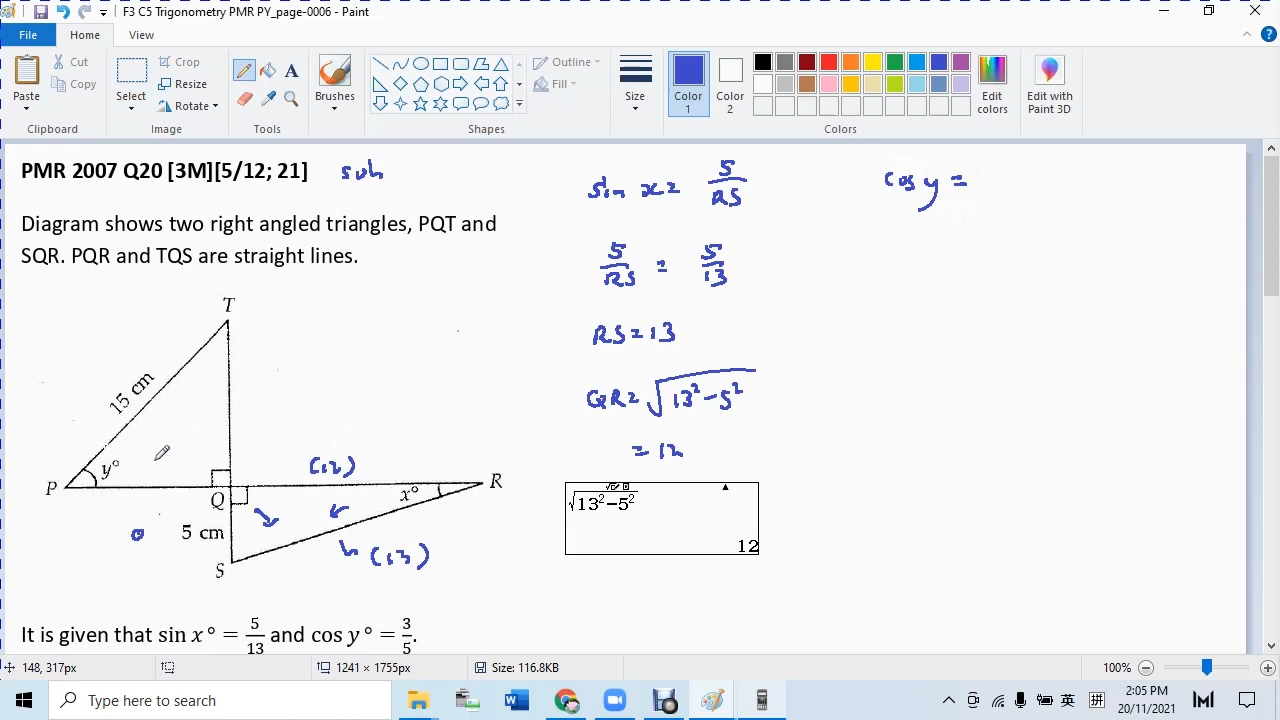 F3 C5 Trigonometry PMR PY_page-0006 - Paint
File Home View
Paste Cut Copy Clipboard
Select Crop Resize Rotate Image
Tools
Brushes
Outline Fill Shapes
Size
Color 1 Color 2 Edit colors Colors
Edit with Paint 3D
PMR 2007 Q20 [3M][5/12; 21] soh
Diagram shows two right angled triangles, PQT and
SQR. PQR and TQS are straight lines.
T
15 cm
P y° Q (12) x° R
o 5 cm h (13)
S
It is given that sin x° = 5/13 and cos y° = 3/5.
sin x = 5/RS
5/RS = 5/13
RS = 13
QR = √13²-5²
= 12
√13²-5²
12
cos y =
148, 317px 1241 × 1755px Size: 116.8KB 100%
Type here to search
英 拼 2:05 PM
20/11/2021